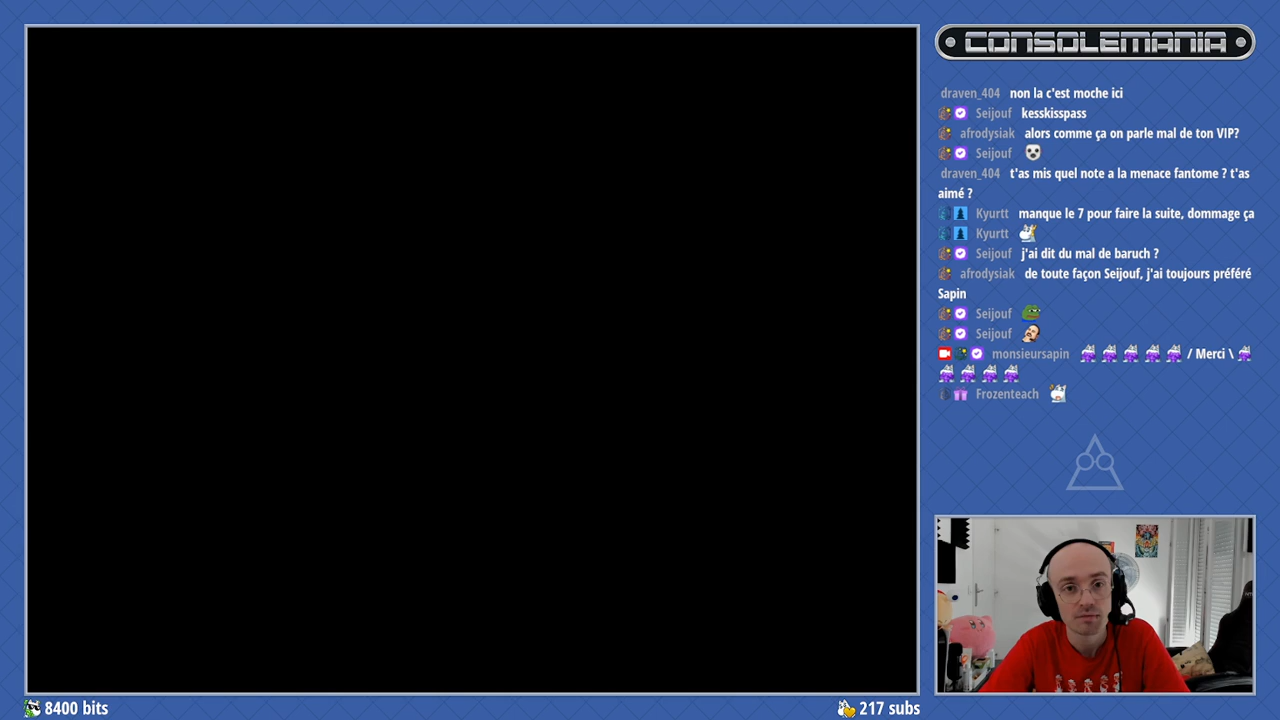 CONSOLEMANIA
draven_404 non la c'est moche ici
Seijouf kesskisspass
afrodysiak alors comme ça on parle mal de ton VIP?
Seijouf
draven_404 t'as mis quel note a la menace fantome ? t'as
aimé ?
Kyurtt manque le 7 pour faire la suite, dommage ça
Kyurtt
Seijouf j'ai dit du mal de baruch ?
afrodysiak de toute façon Seijouf, j'ai toujours préféré
Sapin
Seijouf
Seijouf
monsieursapin / Merci \
Frozenteach
8400 bits
217 subs